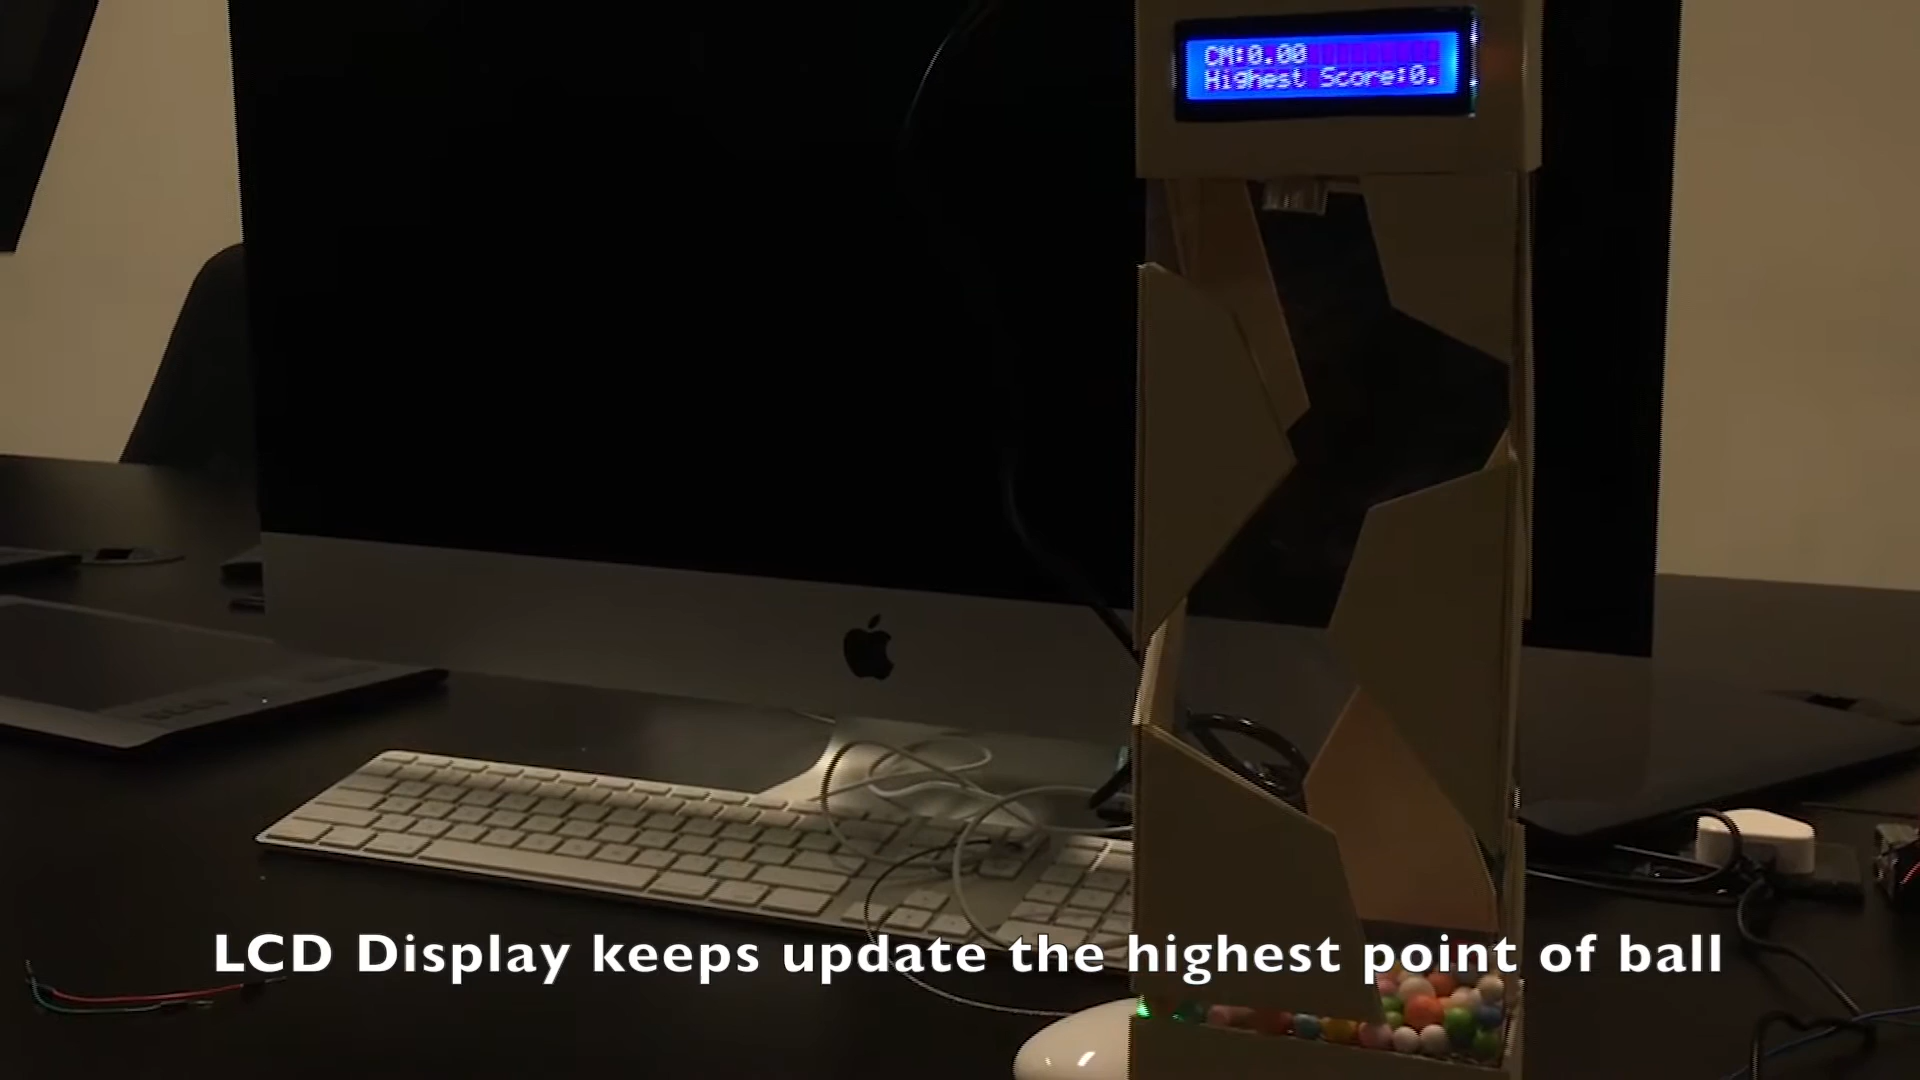 CM:0.00
Highest Score:0.
LCD Display keeps update the highest point of ball